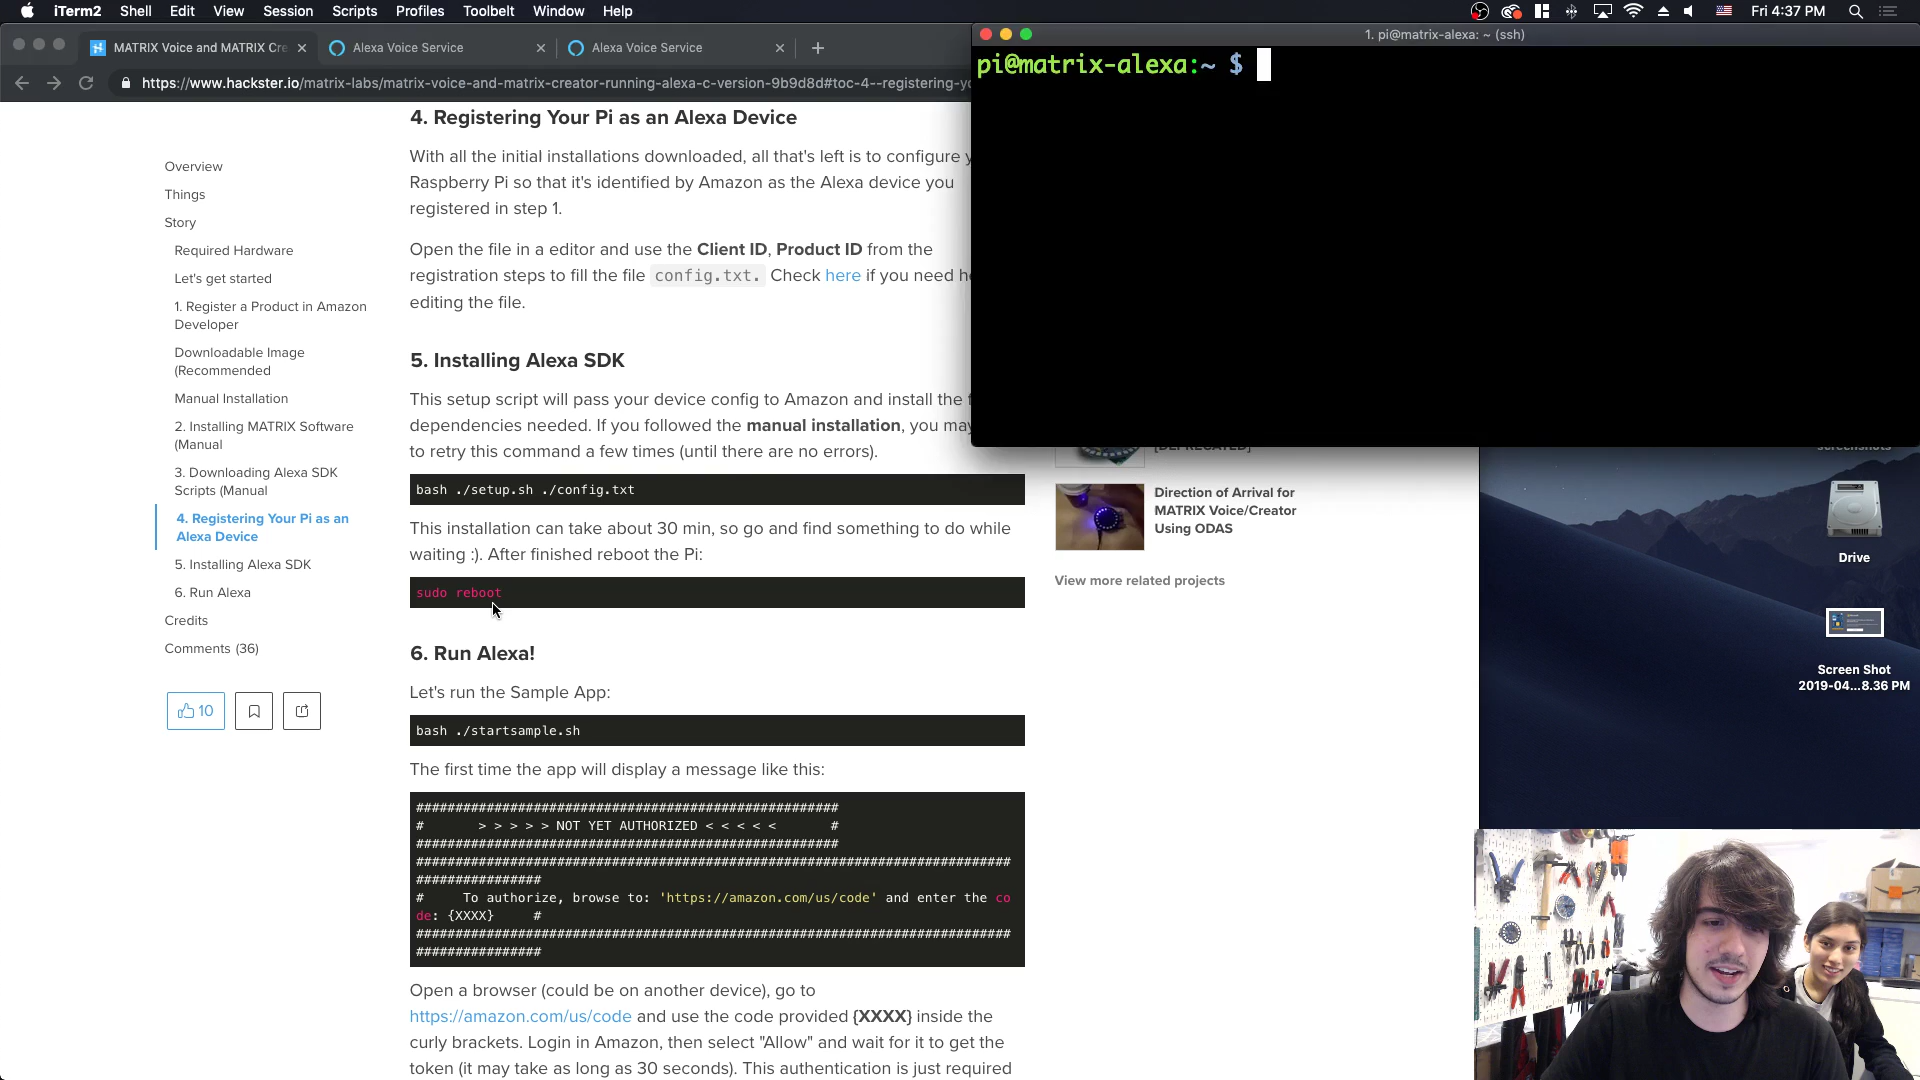 iTerm2 Shell Edit View Session Scripts Profiles Toolbelt Window Help Fri 4:37 PM
MATRIX Voice and MATRIX Cre Alexa Voice Service Alexa Voice Service
https://www.hackster.io/matrix-labs/matrix-voice-and-matrix-creator-running-alexa-c-version-9b9d8d#toc-4--registering-yo
1. pi@matrix-alexa: ~ (ssh)
pi@matrix-alexa:~ $
Overview
Things
Story
Required Hardware
Let's get started
1. Register a Product in Amazon
Developer
Downloadable Image
(Recommended
Manual Installation
2. Installing MATRIX Software
(Manual
3. Downloading Alexa SDK
Scripts (Manual
4. Registering Your Pi as an
Alexa Device
5. Installing Alexa SDK
6. Run Alexa
Credits
Comments (36)
10
4. Registering Your Pi as an Alexa Device
With all the initial installations downloaded, all that's left is to configure
Raspberry Pi so that it's identified by Amazon as the Alexa device you
registered in step 1.
Open the file in a editor and use the Client ID, Product ID from the
registration steps to fill the file config.txt. Check here if you need
editing the file.
5. Installing Alexa SDK
This setup script will pass your device config to Amazon and install the
dependencies needed. If you followed the manual installation, you may
to retry this command a few times (until there are no errors).
bash ./setup.sh ./config.txt
This installation can take about 30 min, so go and find something to do while
waiting :). After finished reboot the Pi:
sudo reboot
6. Run Alexa!
Let's run the Sample App:
bash ./startsample.sh
The first time the app will display a message like this:
######################################################
# > > > > > NOT YET AUTHORIZED < < < < < #
######################################################
############################################################################
################
# To authorize, browse to: 'https://amazon.com/us/code' and enter the co
de: {XXXX} #
############################################################################
################
Open a browser (could be on another device), go to
https://amazon.com/us/code and use the code provided {XXXX} inside the
curly brackets. Login in Amazon, then select "Allow" and wait for it to get the
token (it may take as long as 30 seconds). This authentication is just required
[DEPRECATED]
Direction of Arrival for
MATRIX Voice/Creator
Using ODAS
View more related projects
screenshots
Drive
Screen Shot
2019-04...8.36 PM